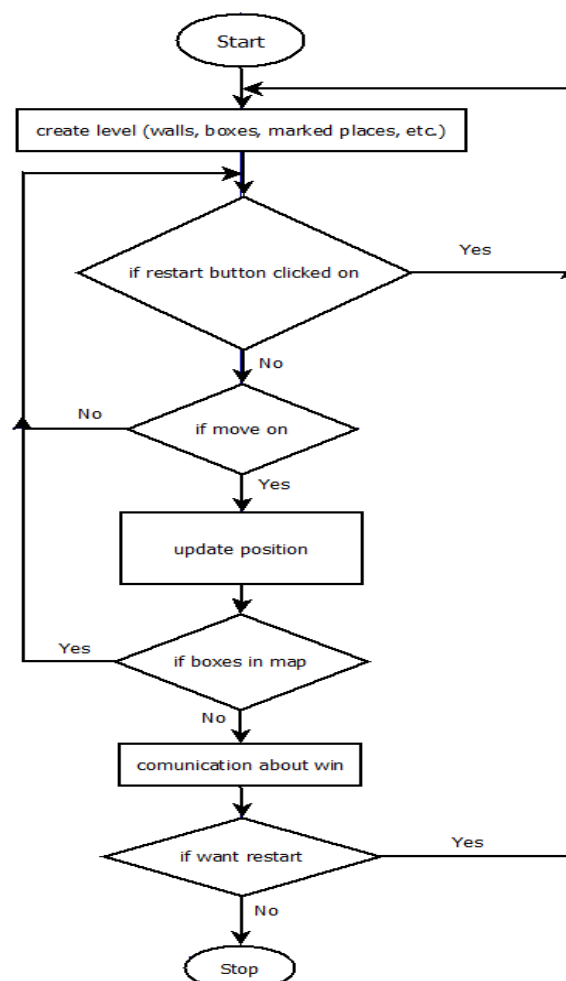 Start
create level (walls, boxes, marked places, etc.)
if restart button clicked on
Yes
No
if move on
No
Yes
update position
if boxes in map
Yes
No
comunication about win
if want restart
Yes
No
Stop